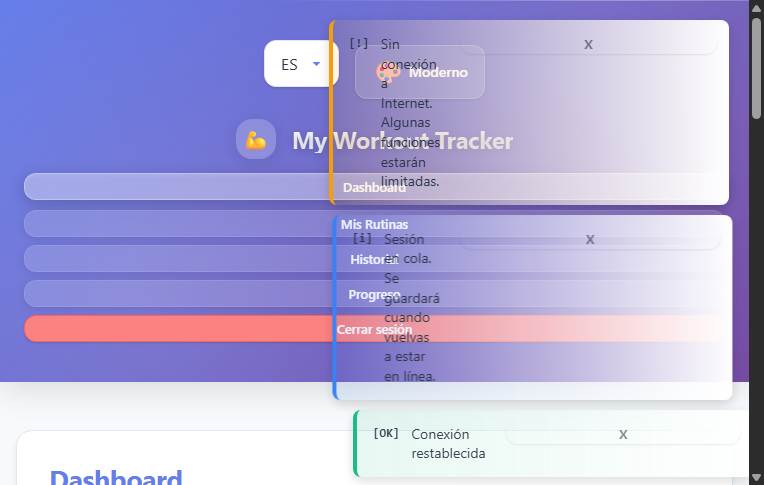 ES
Moderno
My Workout Tracker
Dashboard
Mis Rutinas
Historial
Progreso
Cerrar sesión
[!] Sin X
conexión
a
Internet.
Algunas
funciones
estarán
limitadas.
[i] Sesión X
en cola.
Se
guardará
cuando
vuelvas
a estar
en línea.
[OK] Conexión X
restablecida
Dashboard